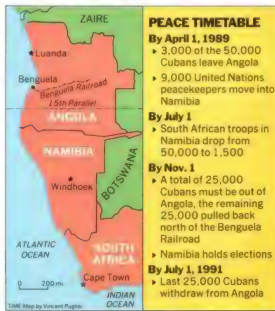 ZAIRE
Luanda
Benguela
Benguela Railroad
15th Parallel
ANGOLA
NAMIBIA
Windhoek
BOTSWANA
ATLANTIC
OCEAN
SOUTH
AFRICA
Cape Town
0 200 mi.
INDIAN
OCEAN
TIME Map by Vincent Puglisi
PEACE TIMETABLE
By April 1, 1989
▸ 3,000 of the 50,000
Cubans leave Angola
▸ 9,000 United Nations
peacekeepers move into
Namibia
By July 1
▸ South African troops in
Namibia drop from
50,000 to 1,500
By Nov. 1
▸ A total of 25,000
Cubans must be out of
Angola, the remaining
25,000 pulled back
north of the Benguela
Railroad
▸ Namibia holds elections
By July 1, 1991
▸ Last 25,000 Cubans
withdraw from Angola